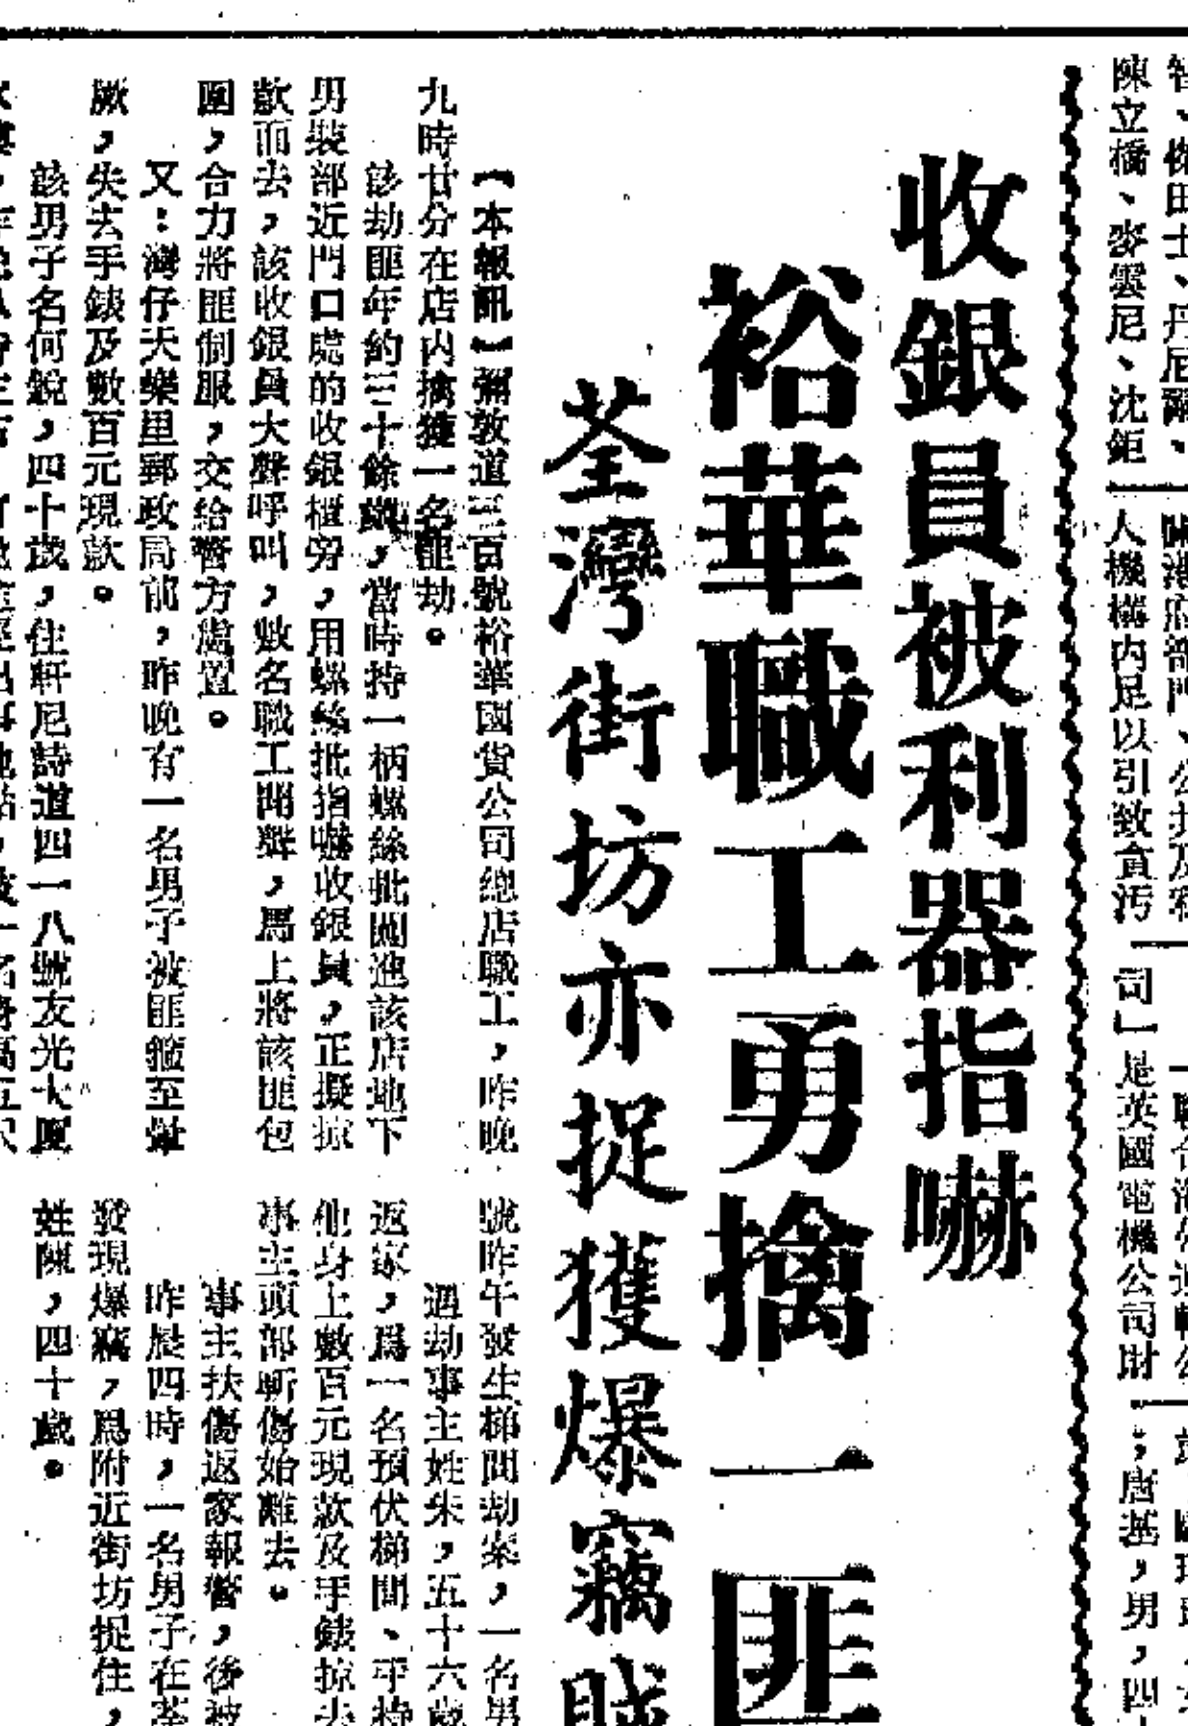 收銀員被利器指嚇
裕華職工勇擒一匪
荃灣街坊亦捉獲爆竊賊
【本報訊】彌敦道三百號裕華國貨公司總店職工，昨晚
九時廿分在店內擒獲一名匪劫。
該劫匪年約三十餘歲，當時持一柄螺絲批闖進該店地下
男裝部近門口處的收銀櫃旁，用螺絲批指嚇收銀員，正擬掠
款而去，該收銀員大聲呼叫，數名職工聞聲，馬上將該匪包
圍，合力將匪制服，交給警方處置。
又：灣仔天樂里郵政局前，昨晚有一名男子被匪箍至暈
厥，失去手錶及數百元現款。
該男子名何銳，四十歲，住軒尼詩道四一八號友光大廈
號昨午發生梯間劫案，一名男
遇劫事主姓朱，五十六歲
返家，爲一名預伏梯間、手持
他身上數百元現款及手錶掠去
事主頭部斬傷始離去。
事主扶傷返家報警，後被
昨晨四時，一名男子在荃
發現爆竊，爲附近街坊捉住，
姓陳，四十歲。
陳立橋、麥雲尼、沈鉅
人機構內足以引致貪汚
司】是英國電機公司財
；唐基，男，四